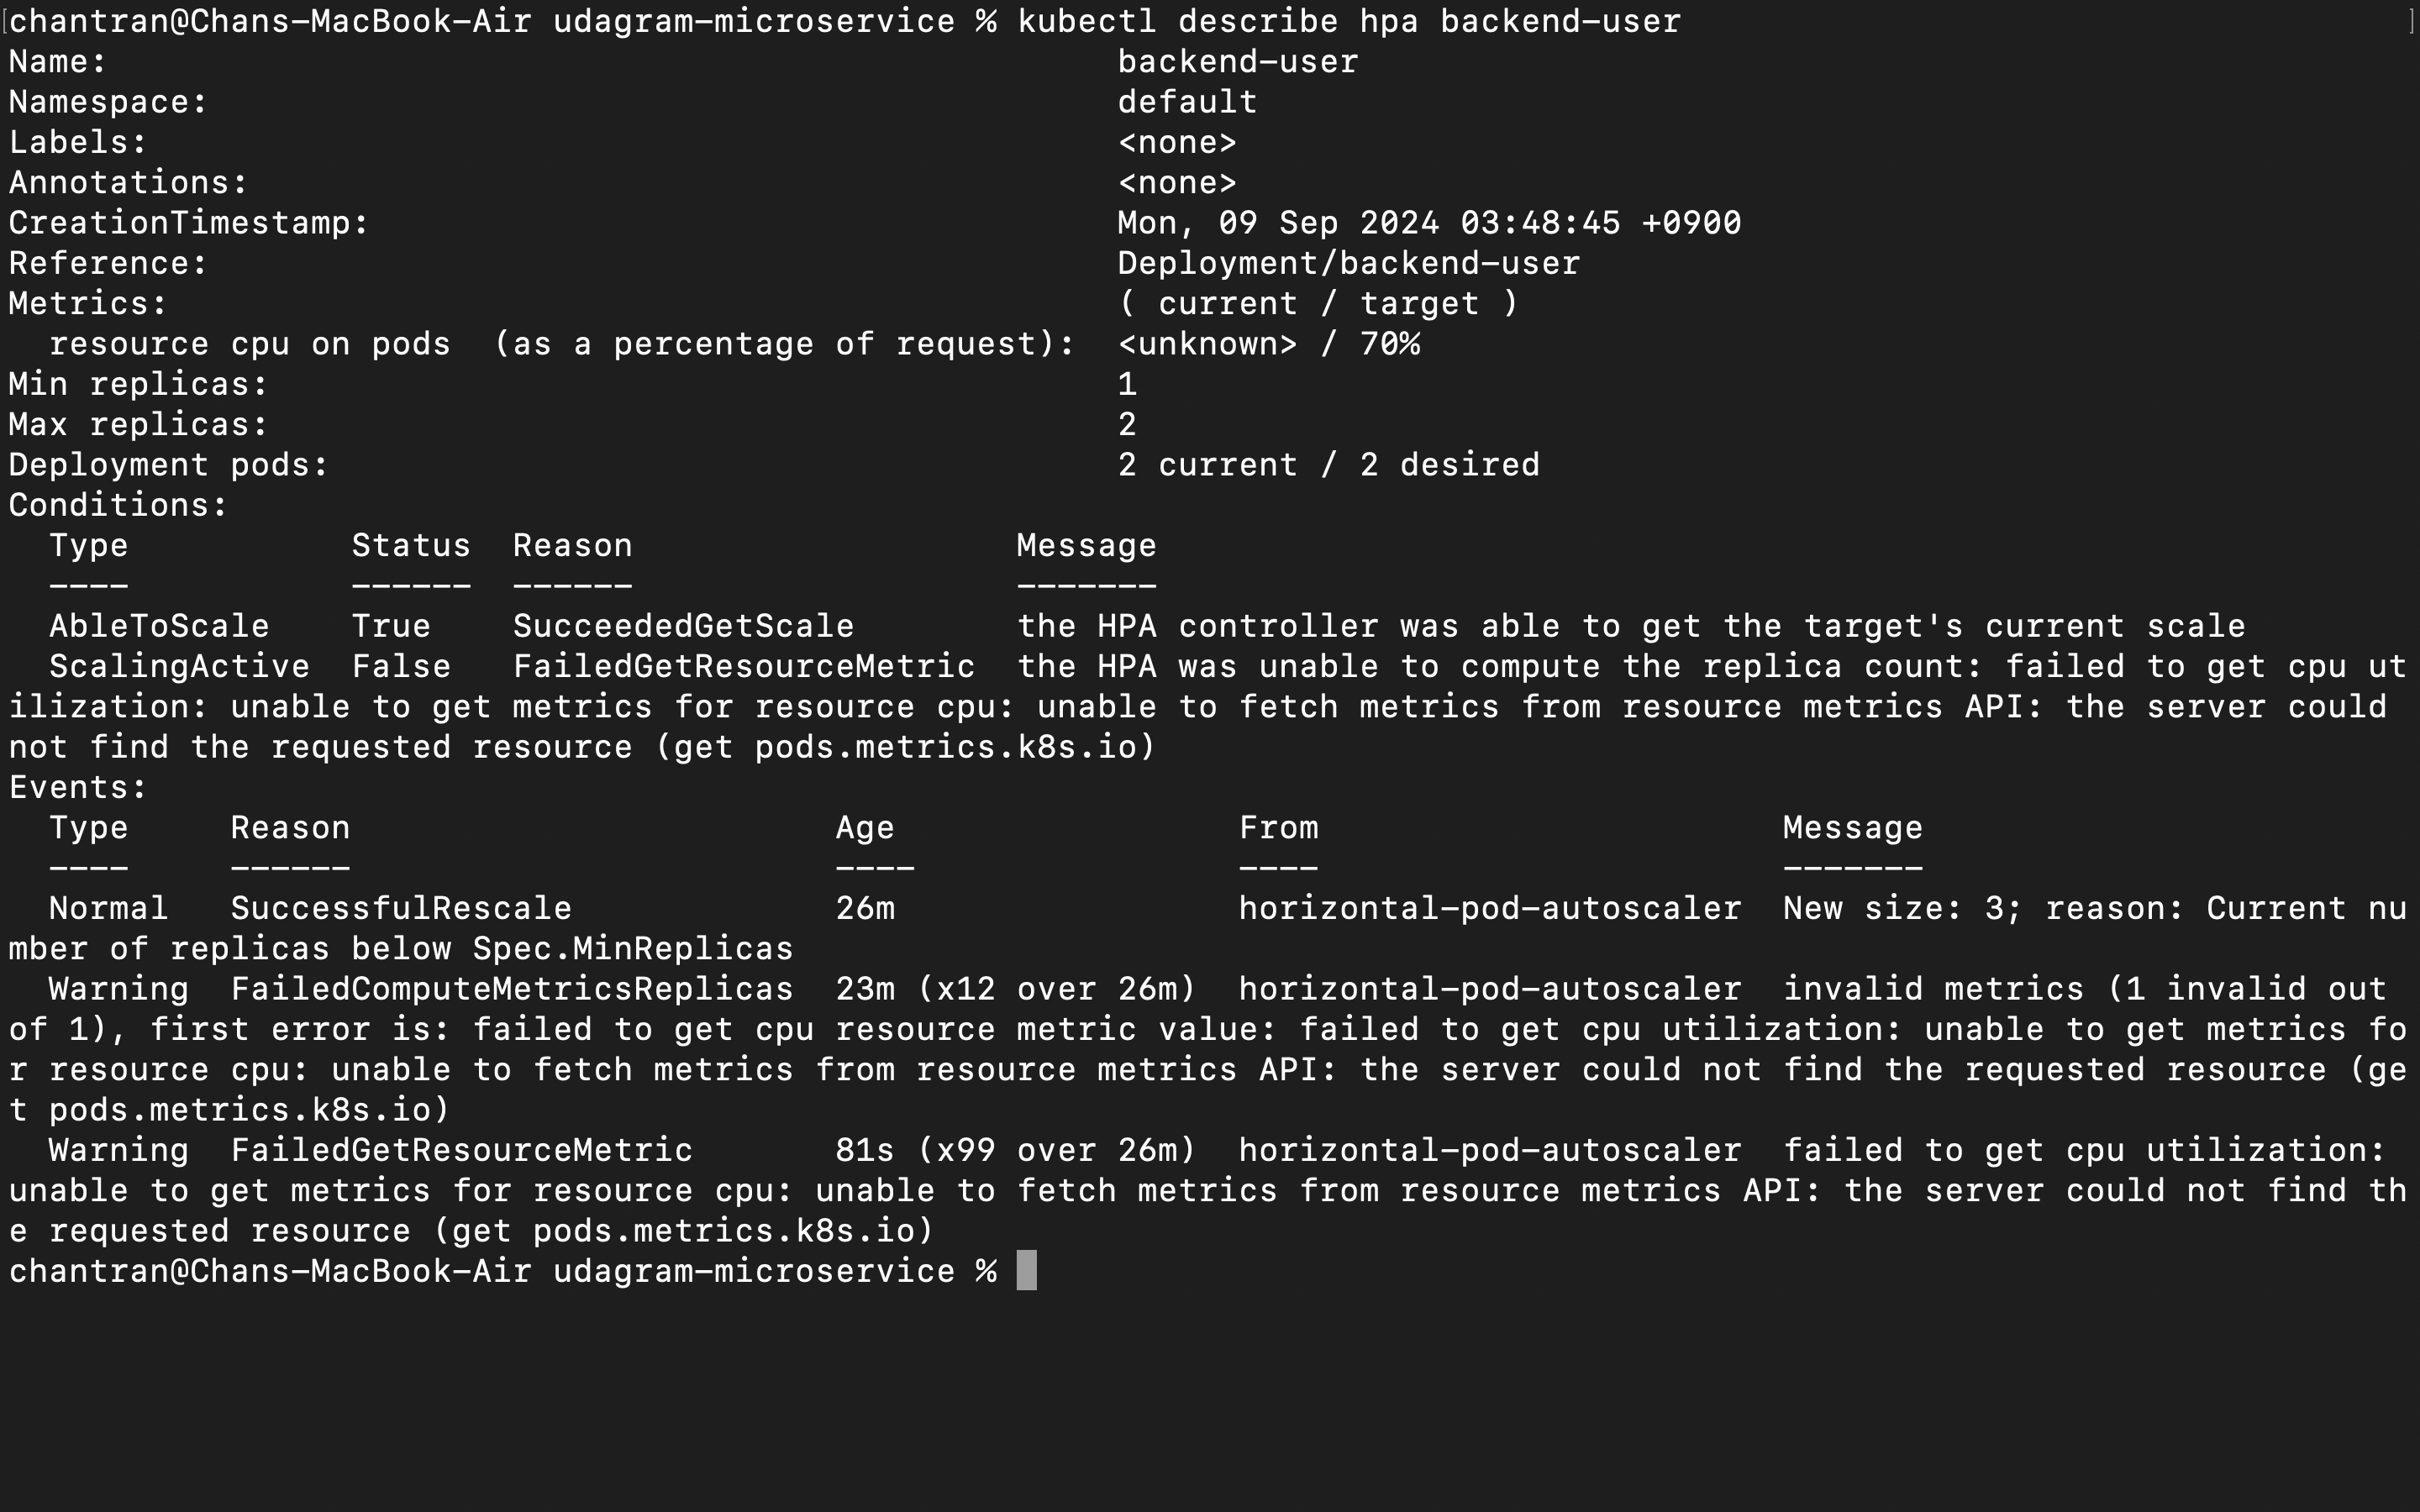 [chantran@Chans-MacBook-Air udagram-microservice % kubectl describe hpa backend-user ]
Name: backend-user
Namespace: default
Labels: <none>
Annotations: <none>
CreationTimestamp: Mon, 09 Sep 2024 03:48:45 +0900
Reference: Deployment/backend-user
Metrics: ( current / target )
  resource cpu on pods  (as a percentage of request): <unknown> / 70%
Min replicas: 1
Max replicas: 2
Deployment pods: 2 current / 2 desired
Conditions:
  Type            Status  Reason                   Message
  ----            ------  ------                   -------
  AbleToScale     True    SucceededGetScale        the HPA controller was able to get the target's current scale
  ScalingActive   False   FailedGetResourceMetric  the HPA was unable to compute the replica count: failed to get cpu ut
ilization: unable to get metrics for resource cpu: unable to fetch metrics from resource metrics API: the server could
not find the requested resource (get pods.metrics.k8s.io)
Events:
  Type     Reason                        Age                 From                       Message
  ----     ------                        ----                ----                       -------
  Normal   SuccessfulRescale             26m                 horizontal-pod-autoscaler  New size: 3; reason: Current nu
mber of replicas below Spec.MinReplicas
  Warning  FailedComputeMetricsReplicas  23m (x12 over 26m)  horizontal-pod-autoscaler  invalid metrics (1 invalid out
of 1), first error is: failed to get cpu resource metric value: failed to get cpu utilization: unable to get metrics fo
r resource cpu: unable to fetch metrics from resource metrics API: the server could not find the requested resource (ge
t pods.metrics.k8s.io)
  Warning  FailedGetResourceMetric       81s (x99 over 26m)  horizontal-pod-autoscaler  failed to get cpu utilization:
unable to get metrics for resource cpu: unable to fetch metrics from resource metrics API: the server could not find th
e requested resource (get pods.metrics.k8s.io)
chantran@Chans-MacBook-Air udagram-microservice %